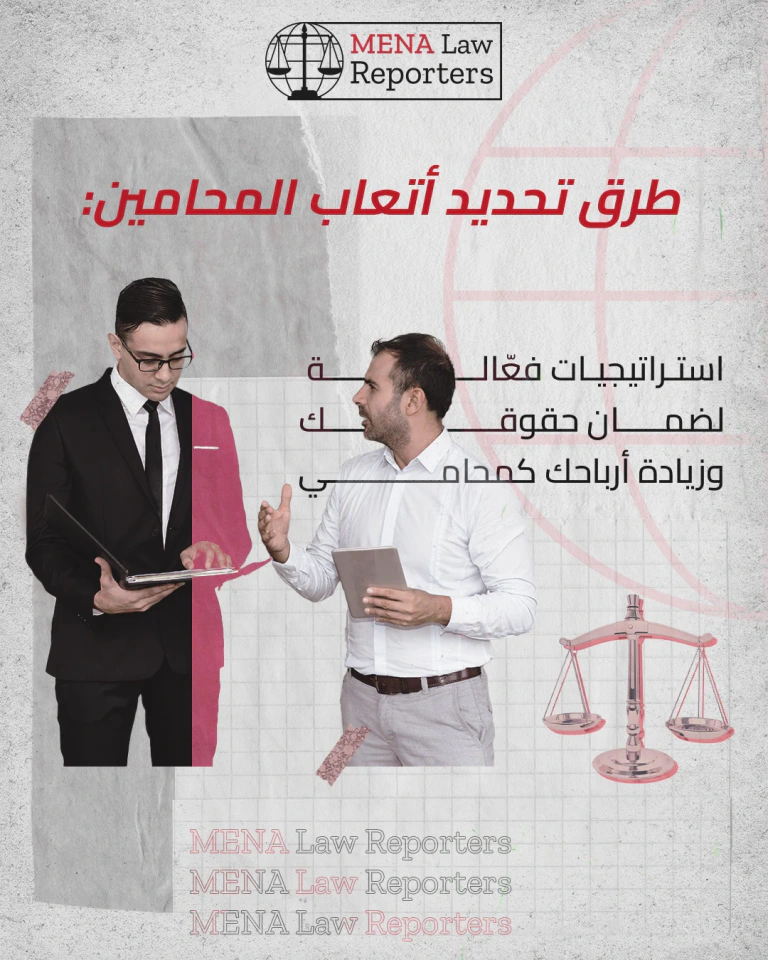 MENA Law
Reporters
طرق تحديد أتعاب المحامين:
استراتيجيات فعّالـــــة
لضمـــان حقوقـــــك
وزيادة أرباحك كمحامـــــي
MENA Law Reporters
MENA Law Reporters
MENA Law Reporters